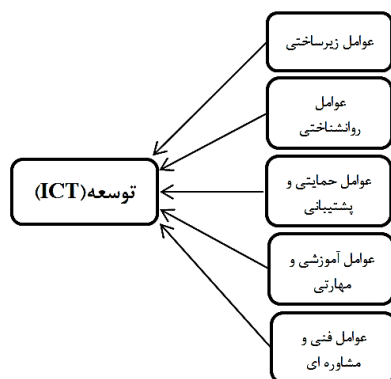 عوامل زیرساختی
عوامل
روانشناختی
عوامل حمایتی و
پشتیبانی
توسعه(ICT)
عوامل آموزشی و
مهارتی
عوامل فنی و
مشاوره ای